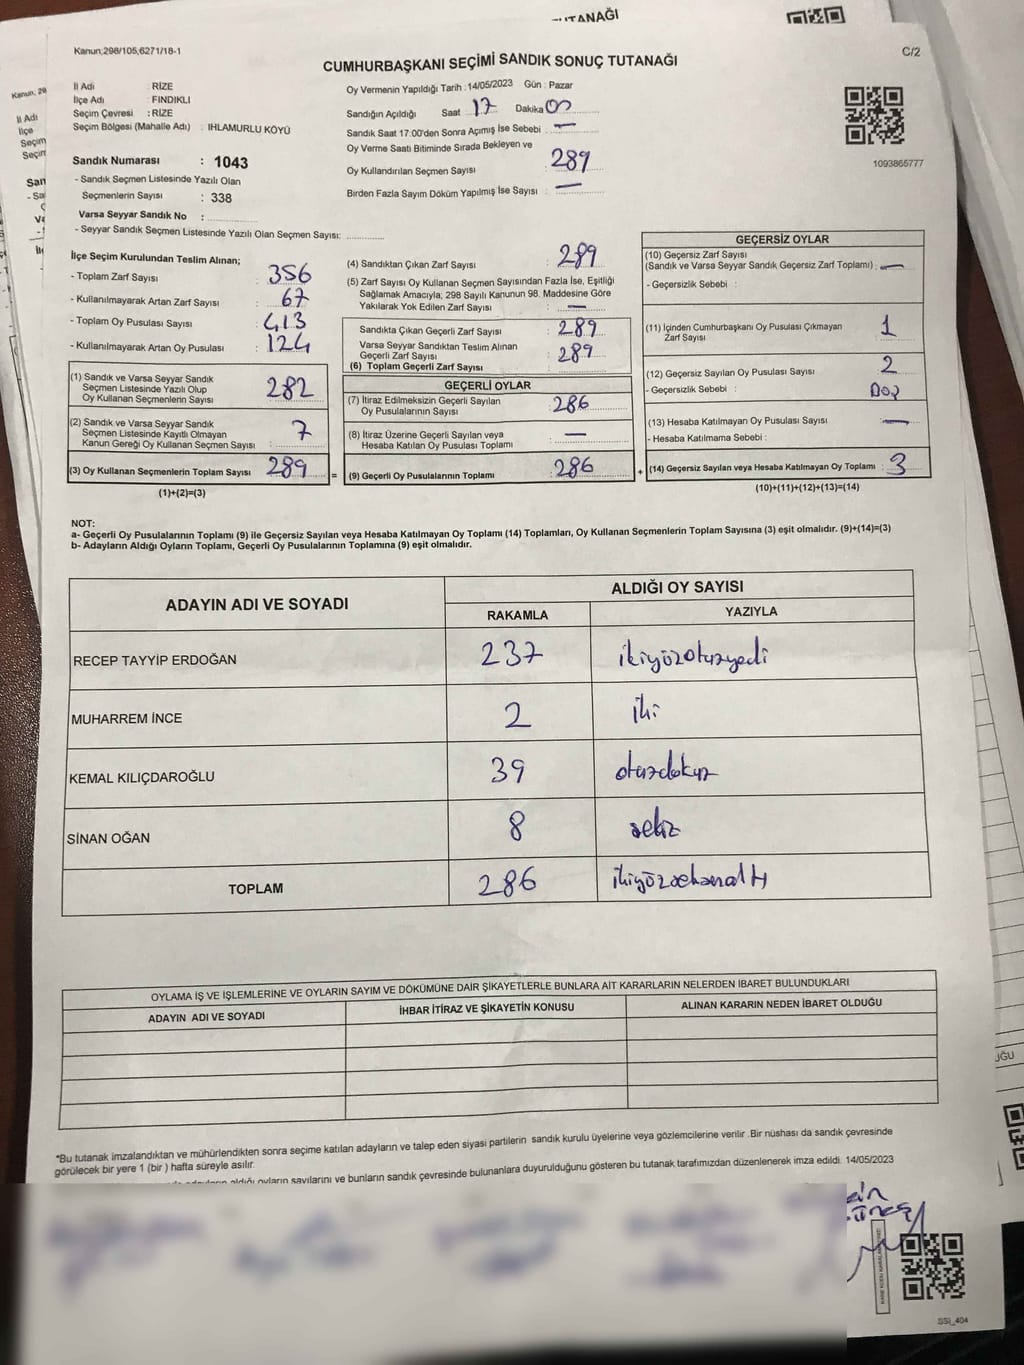 UTANAĞI
Kanun:298/105,6271/18-1
C/2
CUMHURBAŞKANI SEÇİMİ SANDIK SONUÇ TUTANAĞI
İl Adı : RİZE
İlçe Adı : FINDIKLI
Seçim Çevresi : RİZE
Seçim Bölgesi (Mahalle Adı) : IHLAMURLU KÖYÜ
Sandık Numarası : 1043
- Sandık Seçmen Listesinde Yazılı Olan
Seçmenlerin Sayısı : 338
Varsa Seyyar Sandık No :
- Seyyar Sandık Seçmen Listesinde Yazılı Olan Seçmen Sayısı:
Oy Vermenin Yapıldığı Tarih : 14/05/2023 Gün : Pazar
Sandığın Açıldığı Saat 17 Dakika 00
Sandık Saat 17.00'den Sonra Açımış İse Sebebi : —
Oy Verme Saati Bitiminde Sırada Bekleyen ve
Oy Kullandırılan Seçmen Sayısı : 289
Birden Fazla Sayım Döküm Yapılmış İse Sayısı : —
1093865777
İlçe Seçim Kurulundan Teslim Alınan;
- Toplam Zarf Sayısı : 356
- Kullanılmayarak Artan Zarf Sayısı : 67
- Toplam Oy Pusulası Sayısı : 413
- Kullanılmayarak Artan Oy Pusulası : 124
(1) Sandık ve Varsa Seyyar Sandık
Seçmen Listesinde Yazılı Olup
Oy Kullanan Seçmenlerin Sayısı : 282
(2) Sandık ve Varsa Seyyar Sandık
Seçmen Listesinde Kayıtlı Olmayan
Kanun Gereği Oy Kullanan Seçmen Sayısı : 7
(3) Oy Kullanan Seçmenlerin Toplam Sayısı : 289
(1)+(2)=(3)
=
(4) Sandıktan Çıkan Zarf Sayısı : 289
(5) Zarf Sayısı Oy Kullanan Seçmen Sayısından Fazla İse, Eşitliği
Sağlamak Amacıyla; 298 Sayılı Kanunun 98. Maddesine Göre
Yakılarak Yok Edilen Zarf Sayısı : —
Sandıkta Çıkan Geçerli Zarf Sayısı : 289
Varsa Seyyar Sandıktan Teslim Alınan
Geçerli Zarf Sayısı : 289
(6) Toplam Geçerli Zarf Sayısı :
GEÇERLİ OYLAR
(7) İtiraz Edilmeksizin Geçerli Sayılan
Oy Pusulalarının Sayısı : 286
(8) İtiraz Üzerine Geçerli Sayılan veya
Hesaba Katılan Oy Pusulası Toplamı : —
(9) Geçerli Oy Pusulalarının Toplamı : 286
+
GEÇERSİZ OYLAR
(10) Geçersiz Zarf Sayısı
(Sandık ve Varsa Seyyar Sandık Geçersiz Zarf Toplamı) : —
- Geçersizlik Sebebi :
(11) İçinden Cumhurbaşkanı Oy Pusulası Çıkmayan
Zarf Sayısı : 1
(12) Geçersiz Sayılan Oy Pusulası Sayısı : 2
- Geçersizlik Sebebi :
(13) Hesaba Katılmayan Oy Pusulası Sayısı : —
- Hesaba Katılmama Sebebi :
(14) Geçersiz Sayılan veya Hesaba Katılmayan Oy Toplamı : 3
(10)+(11)+(12)+(13)=(14)
NOT:
a- Geçerli Oy Pusulalarının Toplamı (9) ile Geçersiz Sayılan veya Hesaba Katılmayan Oy Toplamı (14) Toplamları, Oy Kullanan Seçmenlerin Toplam Sayısına (3) eşit olmalıdır. (9)+(14)=(3)
b- Adayların Aldığı Oyların Toplamı, Geçerli Oy Pusulalarının Toplamına (9) eşit olmalıdır.
ADAYIN ADI VE SOYADI ALDIĞI OY SAYISI
RAKAMLA YAZIYLA
RECEP TAYYİP ERDOĞAN 237 ikiyüzotuzyedi
MUHARREM İNCE 2 iki
KEMAL KILIÇDAROĞLU 39 otuzdokuz
SİNAN OĞAN 8 sekiz
TOPLAM 286 ikiyüzseksenaltı
OYLAMA İŞ VE İŞLEMLERİNE VE OYLARIN SAYIM VE DÖKÜMÜNE DAİR ŞİKAYETLERLE BUNLARA AİT KARARLARIN NELERDEN İBARET BULUNDUKLARI
ADAYIN ADI VE SOYADI İHBAR İTİRAZ VE ŞİKAYETİN KONUSU ALINAN KARARIN NEDEN İBARET OLDUĞU
*Bu tutanak imzalandıktan ve mühürlendikten sonra seçime katılan adayların ve talep eden siyasi partilerin sandık kurulu üyelerine veya gözlemcilerine verilir .Bir nüshası da sandık çevresinde
görülecek bir yere 1 (bir ) hafta süreyle asılır.
aldığı oyların sayılarını ve bunların sandık çevresinde bulunanlara duyurulduğunu gösteren bu tutanak tarafımızdan düzenlenerek imza edildi. 14/05/2023
SSİ_404